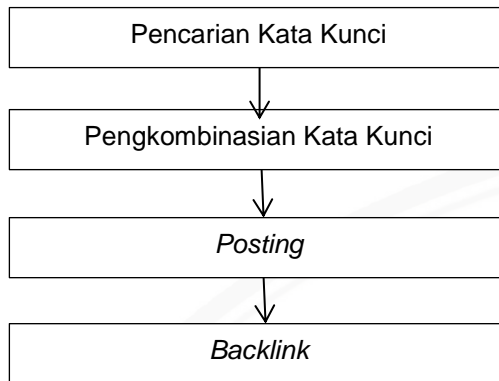 Pencarian Kata Kunci
Pengkombinasian Kata Kunci
Posting
Backlink